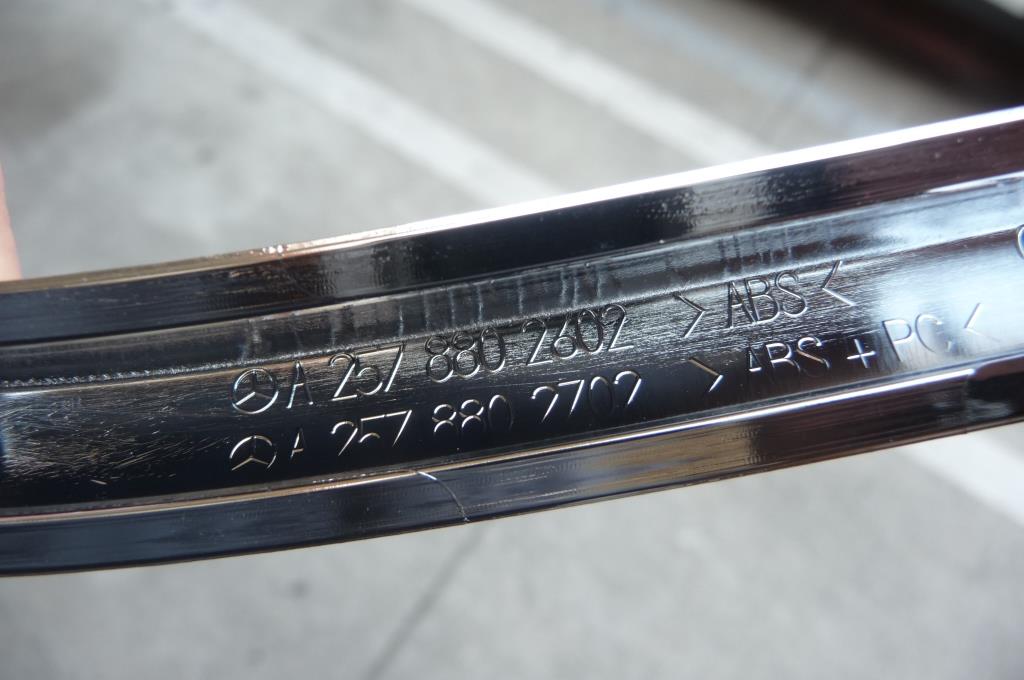 A 257 880 2602 >ABS<
A 257 880 2702 >ABS + PC<